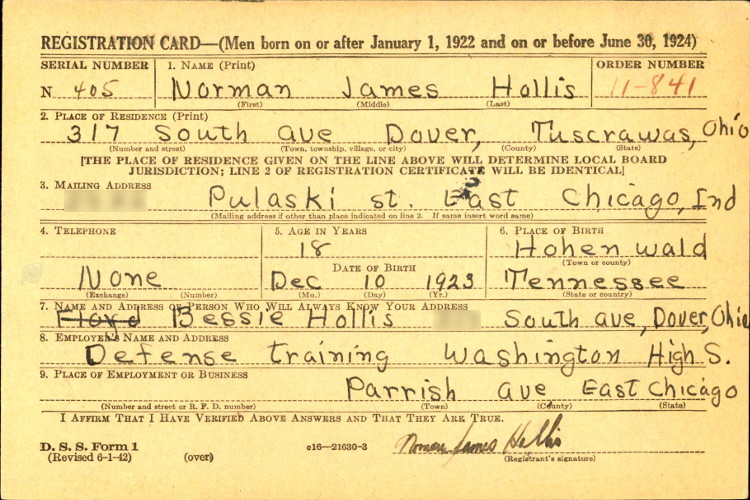 REGISTRATION CARD—(Men born on or after January 1, 1922 and on or before June 30, 1924)
SERIAL NUMBER 1. NAME (Print) ORDER NUMBER
N 405 Norman James Hollis 11-841
(First) (Middle) (Last)
2. PLACE OF RESIDENCE (Print)
317 South ave Dover, Tuscrawas, Ohio
(Number and street) (Town, township, village, or city) (County) (State)
[THE PLACE OF RESIDENCE GIVEN ON THE LINE ABOVE WILL DETERMINE LOCAL BOARD
JURISDICTION; LINE 2 OF REGISTRATION CERTIFICATE WILL BE IDENTICAL]
3. MAILING ADDRESS
Pulaski st. East Chicago, Ind
(Mailing address if other than place indicated on line 2. If same insert word same)
4. TELEPHONE 5. AGE IN YEARS 6. PLACE OF BIRTH
18 Hohenwald
(Town or county)
DATE OF BIRTH
None Dec 10 1923 Tennessee
(Exchange) (Number) (Mo.) (Day) (Yr.) (State or country)
7. NAME AND ADDRESS OF PERSON WHO WILL ALWAYS KNOW YOUR ADDRESS
Floyd Bessie Hollis South ave, Dover, Ohio
8. EMPLOYER'S NAME AND ADDRESS
Defense training Washington High S.
9. PLACE OF EMPLOYMENT OR BUSINESS
Parrish ave East Chicago
(Number and street or R. F. D. number) (Town) (County) (State)
I AFFIRM THAT I HAVE VERIFIED ABOVE ANSWERS AND THAT THEY ARE TRUE.
D. S. S. Form 1
(Revised 6-1-42) (over) c16—21630-3 Norman James Hollis
(Registrant's signature)